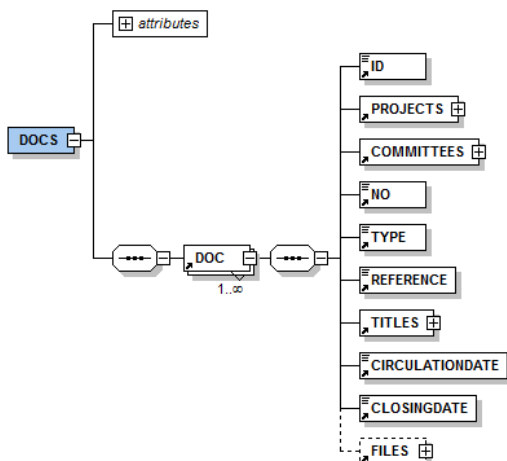 attributes
ID
PROJECTS
COMMITTEES
DOCS
NO
TYPE
DOC
1..∞
REFERENCE
TITLES
CIRCULATIONDATE
CLOSINGDATE
FILES